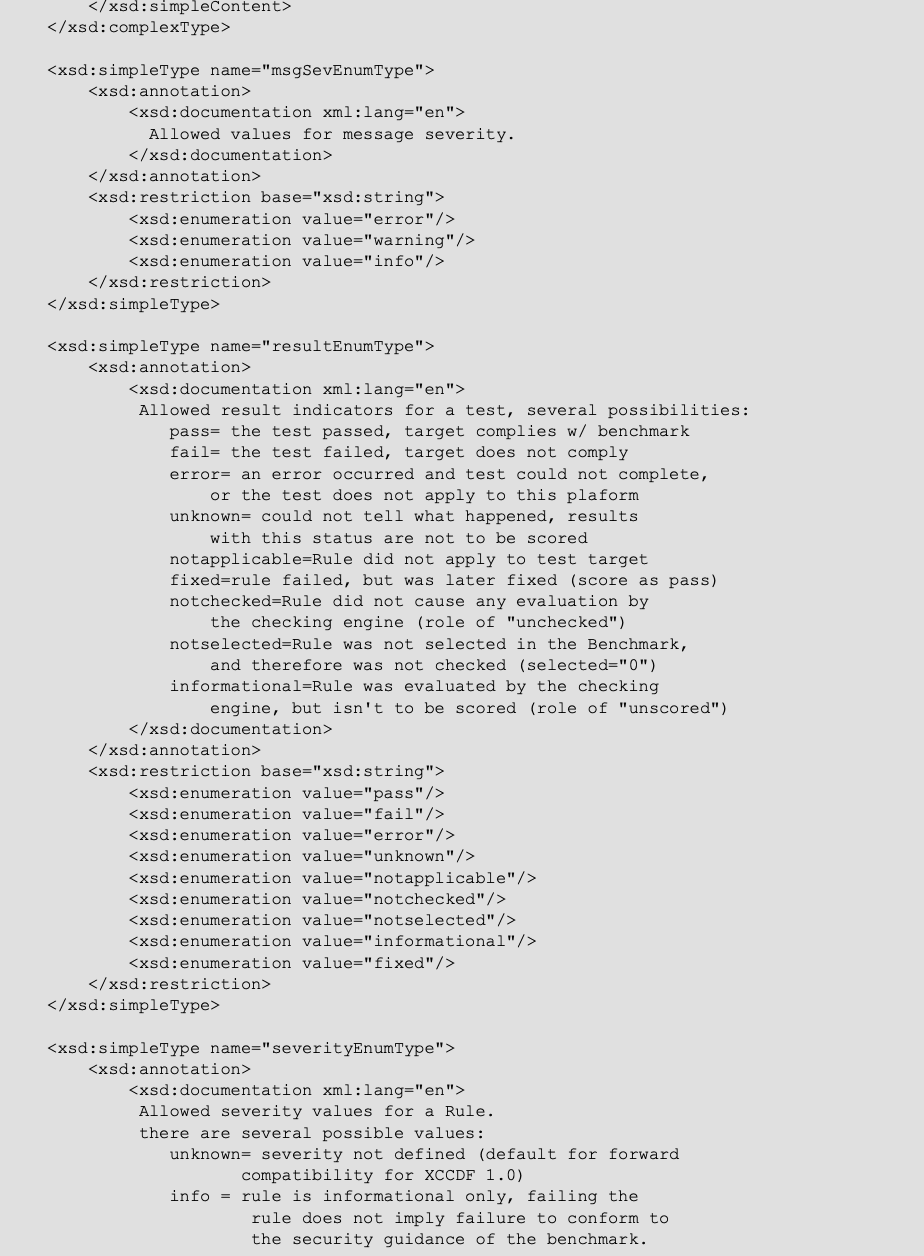 </xsd:simpleContent>
</xsd:complexType>
<xsd:simpleType name="msgSevEnumType">
<xsd:annotation>
<xsd:documentation xml:lang="en">
Allowed values for message severity.
</xsd:documentation>
</xsd:annotation>
<xsd:restriction base="xsd:string">
<xsd:enumeration value="error"/>
<xsd:enumeration value="warning"/>
<xsd:enumeration value="info"/>
</xsd:restriction>
</xsd:simpleType>
<xsd:simpleType name="resultEnumType">
<xsd:annotation>
<xsd:documentation xml:lang="en">
Allowed result indicators for a test, several possibilities:
pass= the test passed, target complies w/ benchmark
fail= the test failed, target does not comply
error= an error occurred and test could not complete,
or the test does not apply to this plaform
unknown= could not tell what happened, results
with this status are not to be scored
notapplicable=Rule did not apply to test target
fixed=rule failed, but was later fixed (score as pass)
notchecked=Rule did not cause any evaluation by
the checking engine (role of "unchecked")
notselected=Rule was not selected in the Benchmark,
and therefore was not checked (selected="0")
informational=Rule was evaluated by the checking
engine, but isn't to be scored (role of "unscored")
</xsd:documentation>
</xsd:annotation>
<xsd:restriction base="xsd:string">
<xsd:enumeration value="pass"/>
<xsd:enumeration value="fail"/>
<xsd:enumeration value="error"/>
<xsd:enumeration value="unknown"/>
<xsd:enumeration value="notapplicable"/>
<xsd:enumeration value="notchecked"/>
<xsd:enumeration value="notselected"/>
<xsd:enumeration value="informational"/>
<xsd:enumeration value="fixed"/>
</xsd:restriction>
</xsd:simpleType>
<xsd:simpleType name="severityEnumType">
<xsd:annotation>
<xsd:documentation xml:lang="en">
Allowed severity values for a Rule.
there are several possible values:
unknown= severity not defined (default for forward
compatibility for XCCDF 1.0)
info = rule is informational only, failing the
rule does not imply failure to conform to
the security guidance of the benchmark.